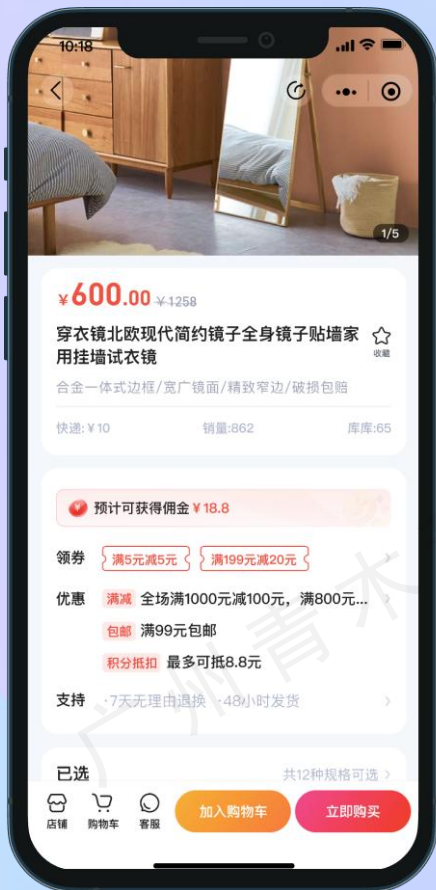 10:18
1/5
¥600.00 ¥1258
穿衣镜北欧现代简约镜子全身镜子贴墙家
用挂墙试衣镜
收藏
合金一体式边框/宽广镜面/精致窄边/破损包赔
快递:¥10 销量:862 库库:65
预计可获得佣金¥18.8
领券 满5元减5元 满199元减20元
优惠 满减 全场满1000元减100元，满800元...
包邮 满99元包邮
积分抵扣 最多可抵8.8元
支持 ·7天无理由退换 ·48小时发货
广州青木
已选 共12种规格可选
店铺 购物车 客服 加入购物车 立即购买